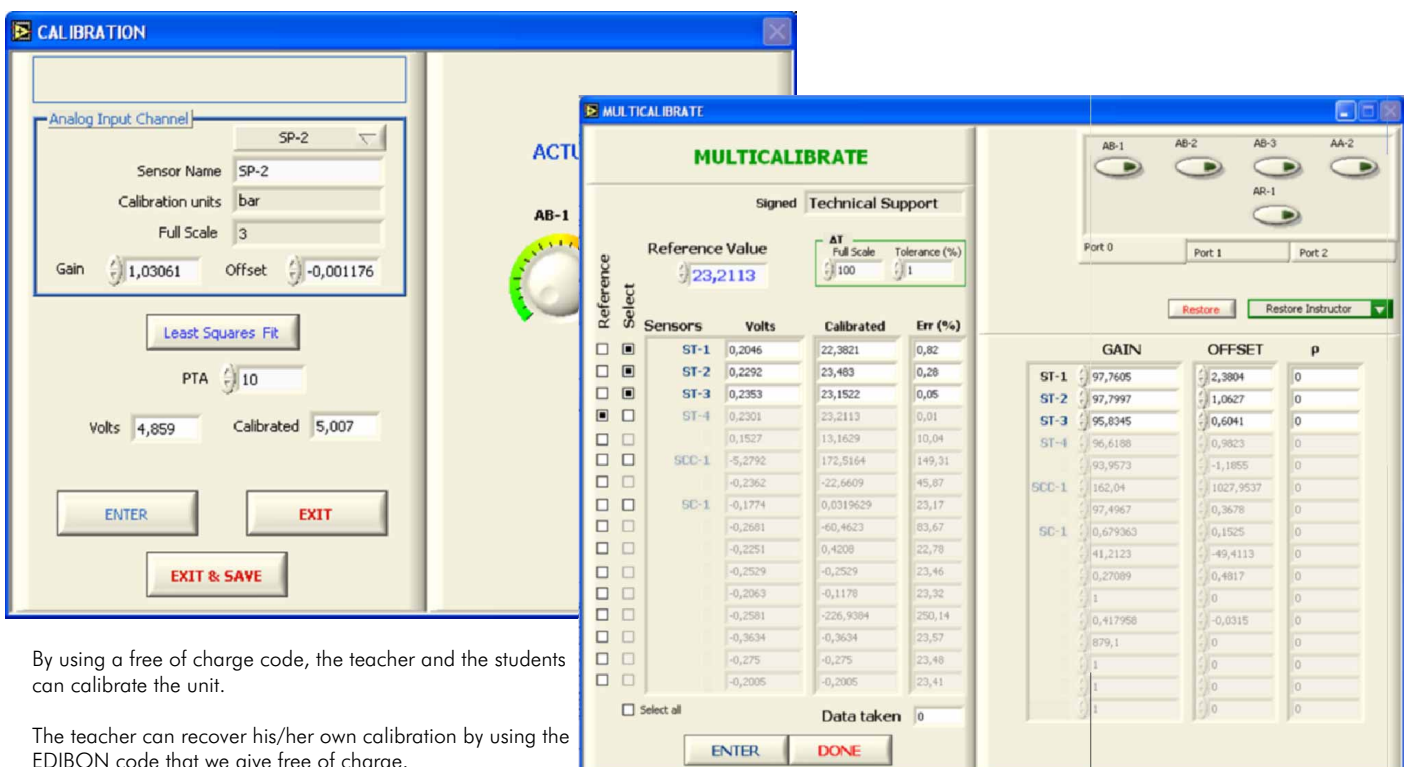 CALIBRATION
Analog Input Channel
SP-2
Sensor Name SP-2
Calibration units bar
Full Scale 3
Gain 1,03061 Offset -0,001176
Least Squares Fit
PTA 10
Volts 4,859 Calibrated 5,007
ENTER EXIT
EXIT & SAVE
AB-1
MULTICALIBRATE
MULTICALIBRATE
Signed Technical Support
Reference Value
23,2113
ΔT
Full Scale Tolerance (%)
100 1
Reference
Select
Sensors Volts Calibrated Err (%)
ST-1 0,2046 22,3821 0,82
ST-2 0,2292 23,483 0,28
ST-3 0,2353 23,1522 0,05
ST-4 0,2301 23,2113 0,01
0,1527 13,1629 10,04
SCC-1 -5,2792 172,5164 149,31
-0,2362 -22,6609 45,87
SC-1 -0,1774 0,0319629 23,17
-0,2681 -60,4623 83,67
-0,2251 0,4208 22,78
-0,2529 -0,2529 23,46
-0,2063 -0,1178 23,32
-0,2581 -226,9384 250,14
-0,3634 -0,3634 23,57
-0,275 -0,275 23,48
-0,2005 -0,2005 23,41
Select all
Data taken 0
ENTER DONE
AB-1 AB-2 AB-3 AA-2
AR-1
Port 0 Port 1 Port 2
Restore Restore Instructor
GAIN OFFSET ρ
ST-1 97,7605 2,3804 0
ST-2 97,7997 1,0627 0
ST-3 95,8345 0,6041 0
ST-4 96,6188 0,9823 0
93,9573 -1,1855 0
SCC-1 162,04 1027,9537 0
97,4967 0,3678 0
SC-1 0,679363 0,1525 0
41,2123 -49,4113 0
0,27089 0,4817 0
1 0 0
0,417958 -0,0315 0
879,1 0 0
1 0 0
1 0 0
1 0 0
By using a free of charge code, the teacher and the students
can calibrate the unit.
The teacher can recover his/her own calibration by using the
EDIBON code that we give free of charge.